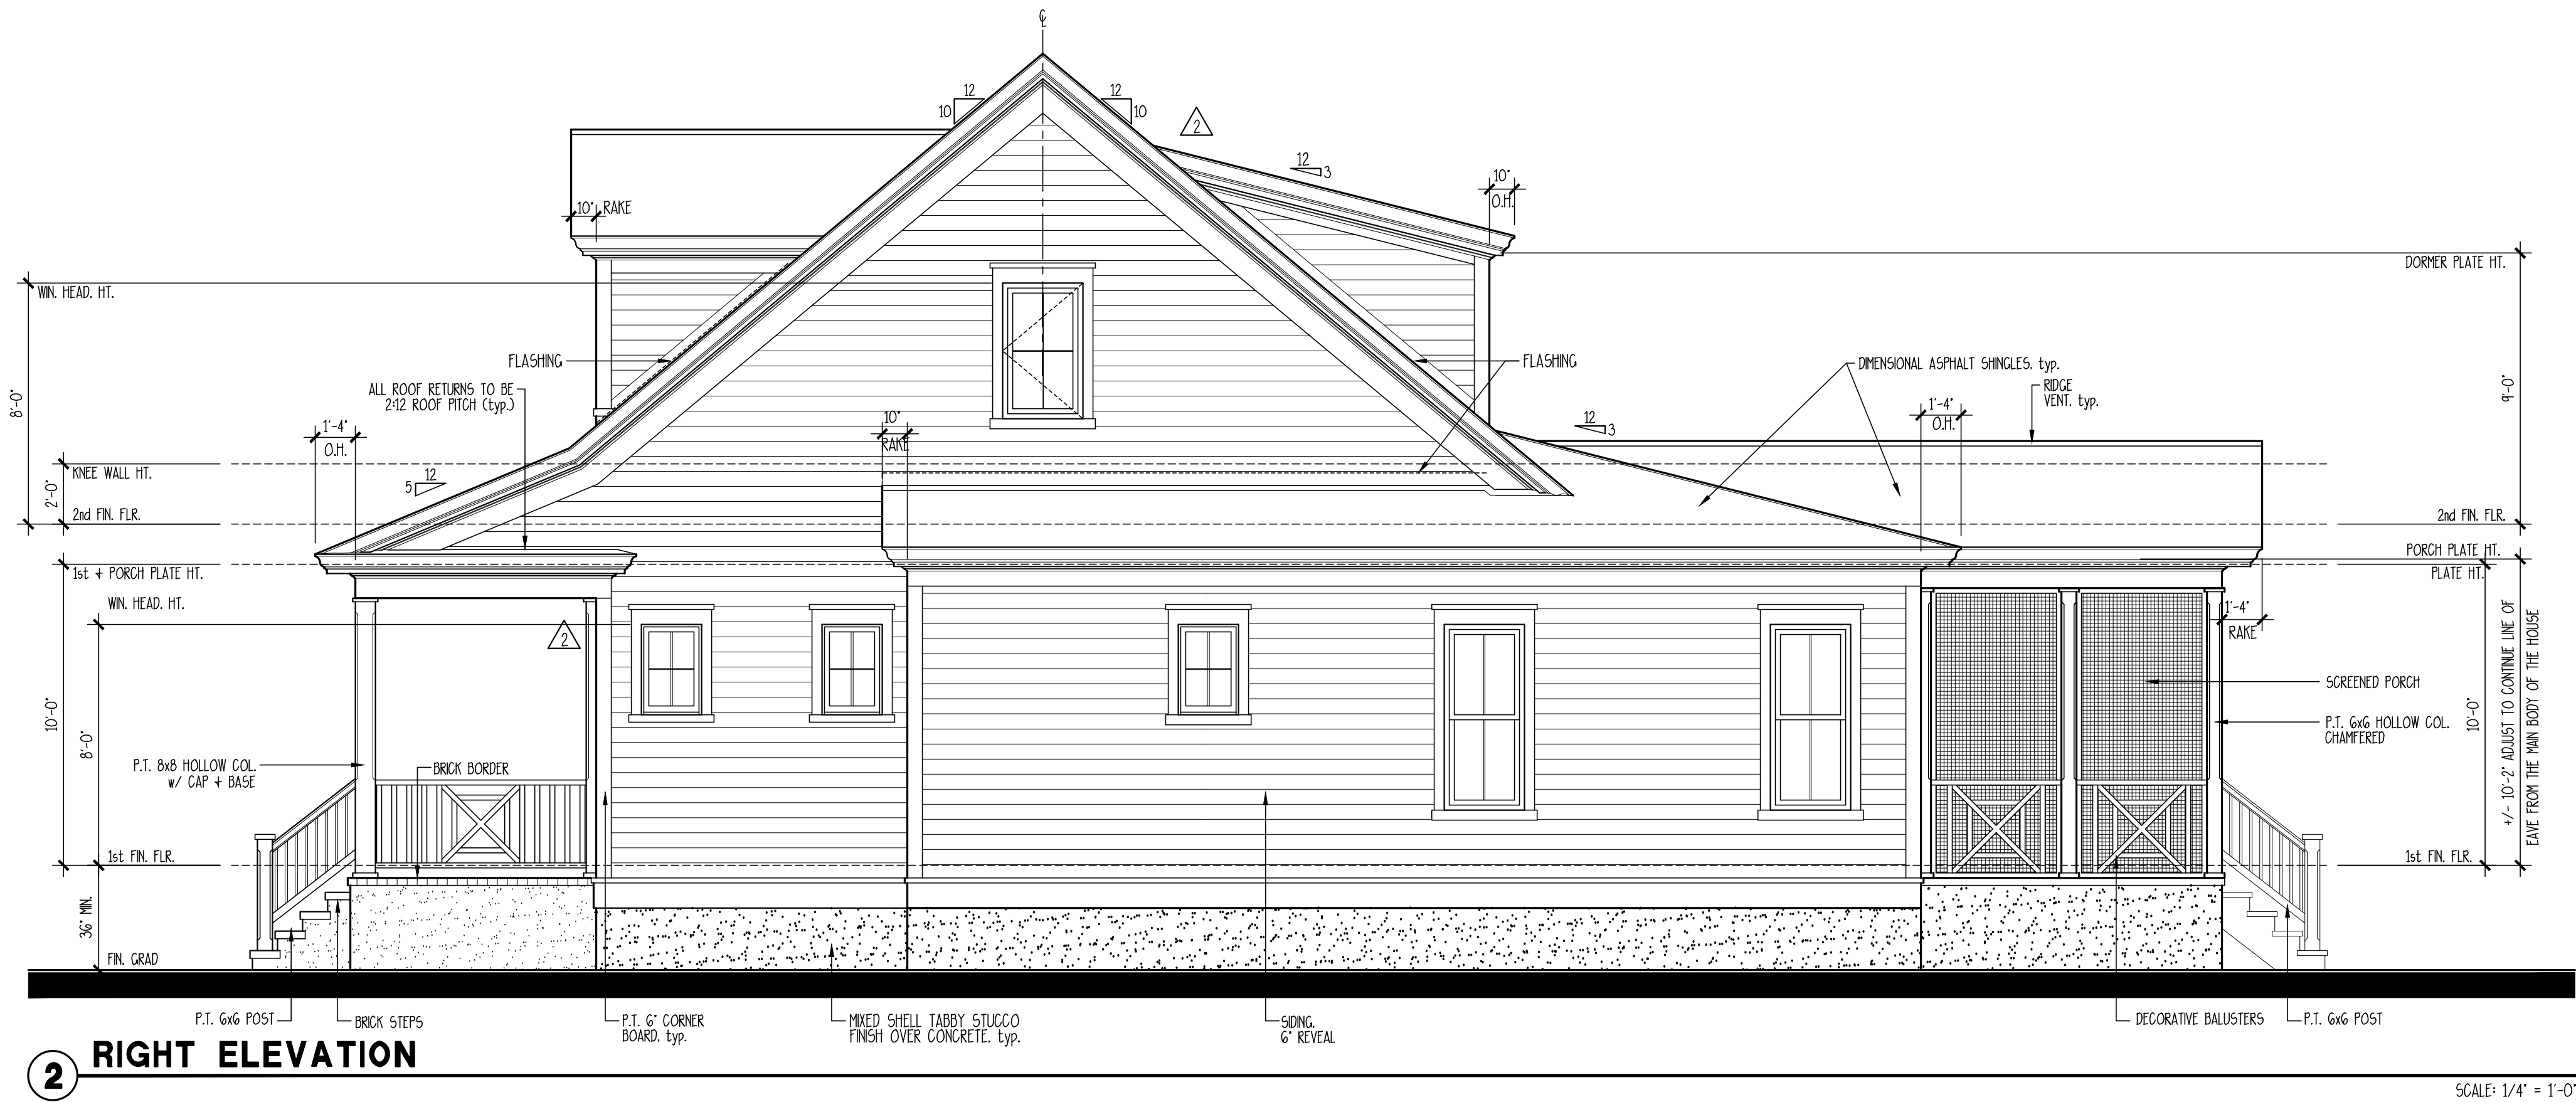 ℄
12
10
12
10
2
12
3
10"
O.H.
10" RAKE
DORMER PLATE HT.
WIN. HEAD. HT.
8'-0"
9'-0"
FLASHING
FLASHING
DIMENSIONAL ASPHALT SHINGLES. typ.
RIDGE
VENT. typ.
ALL ROOF RETURNS TO BE
2:12 ROOF PITCH (typ.)
1'-4"
O.H.
10"
RAKE
12
3
1'-4"
O.H.
KNEE WALL HT.
2'-0"
12
5
2nd FIN. FLR.
2nd FIN. FLR.
PORCH PLATE HT.
PLATE HT.
1st + PORCH PLATE HT.
WIN. HEAD. HT.
2
1'-4"
RAKE
SCREENED PORCH
P.T. 6x6 HOLLOW COL.
CHAMFERED
10'-0"
+/- 10'-2" ADJUST TO CONTINUE LINE OF
EAVE FROM THE MAIN BODY OF THE HOUSE
10'-0"
8'-0"
P.T. 8x8 HOLLOW COL.
w/ CAP + BASE
BRICK BORDER
1st FIN. FLR.
1st FIN. FLR.
36" MIN.
FIN. GRAD
P.T. 6x6 POST
BRICK STEPS
P.T. 6" CORNER
BOARD. typ.
MIXED SHELL TABBY STUCCO
FINISH OVER CONCRETE. typ.
SIDING.
6" REVEAL
DECORATIVE BALUSTERS
P.T. 6x6 POST
2
RIGHT ELEVATION
SCALE: 1/4" = 1'-0"